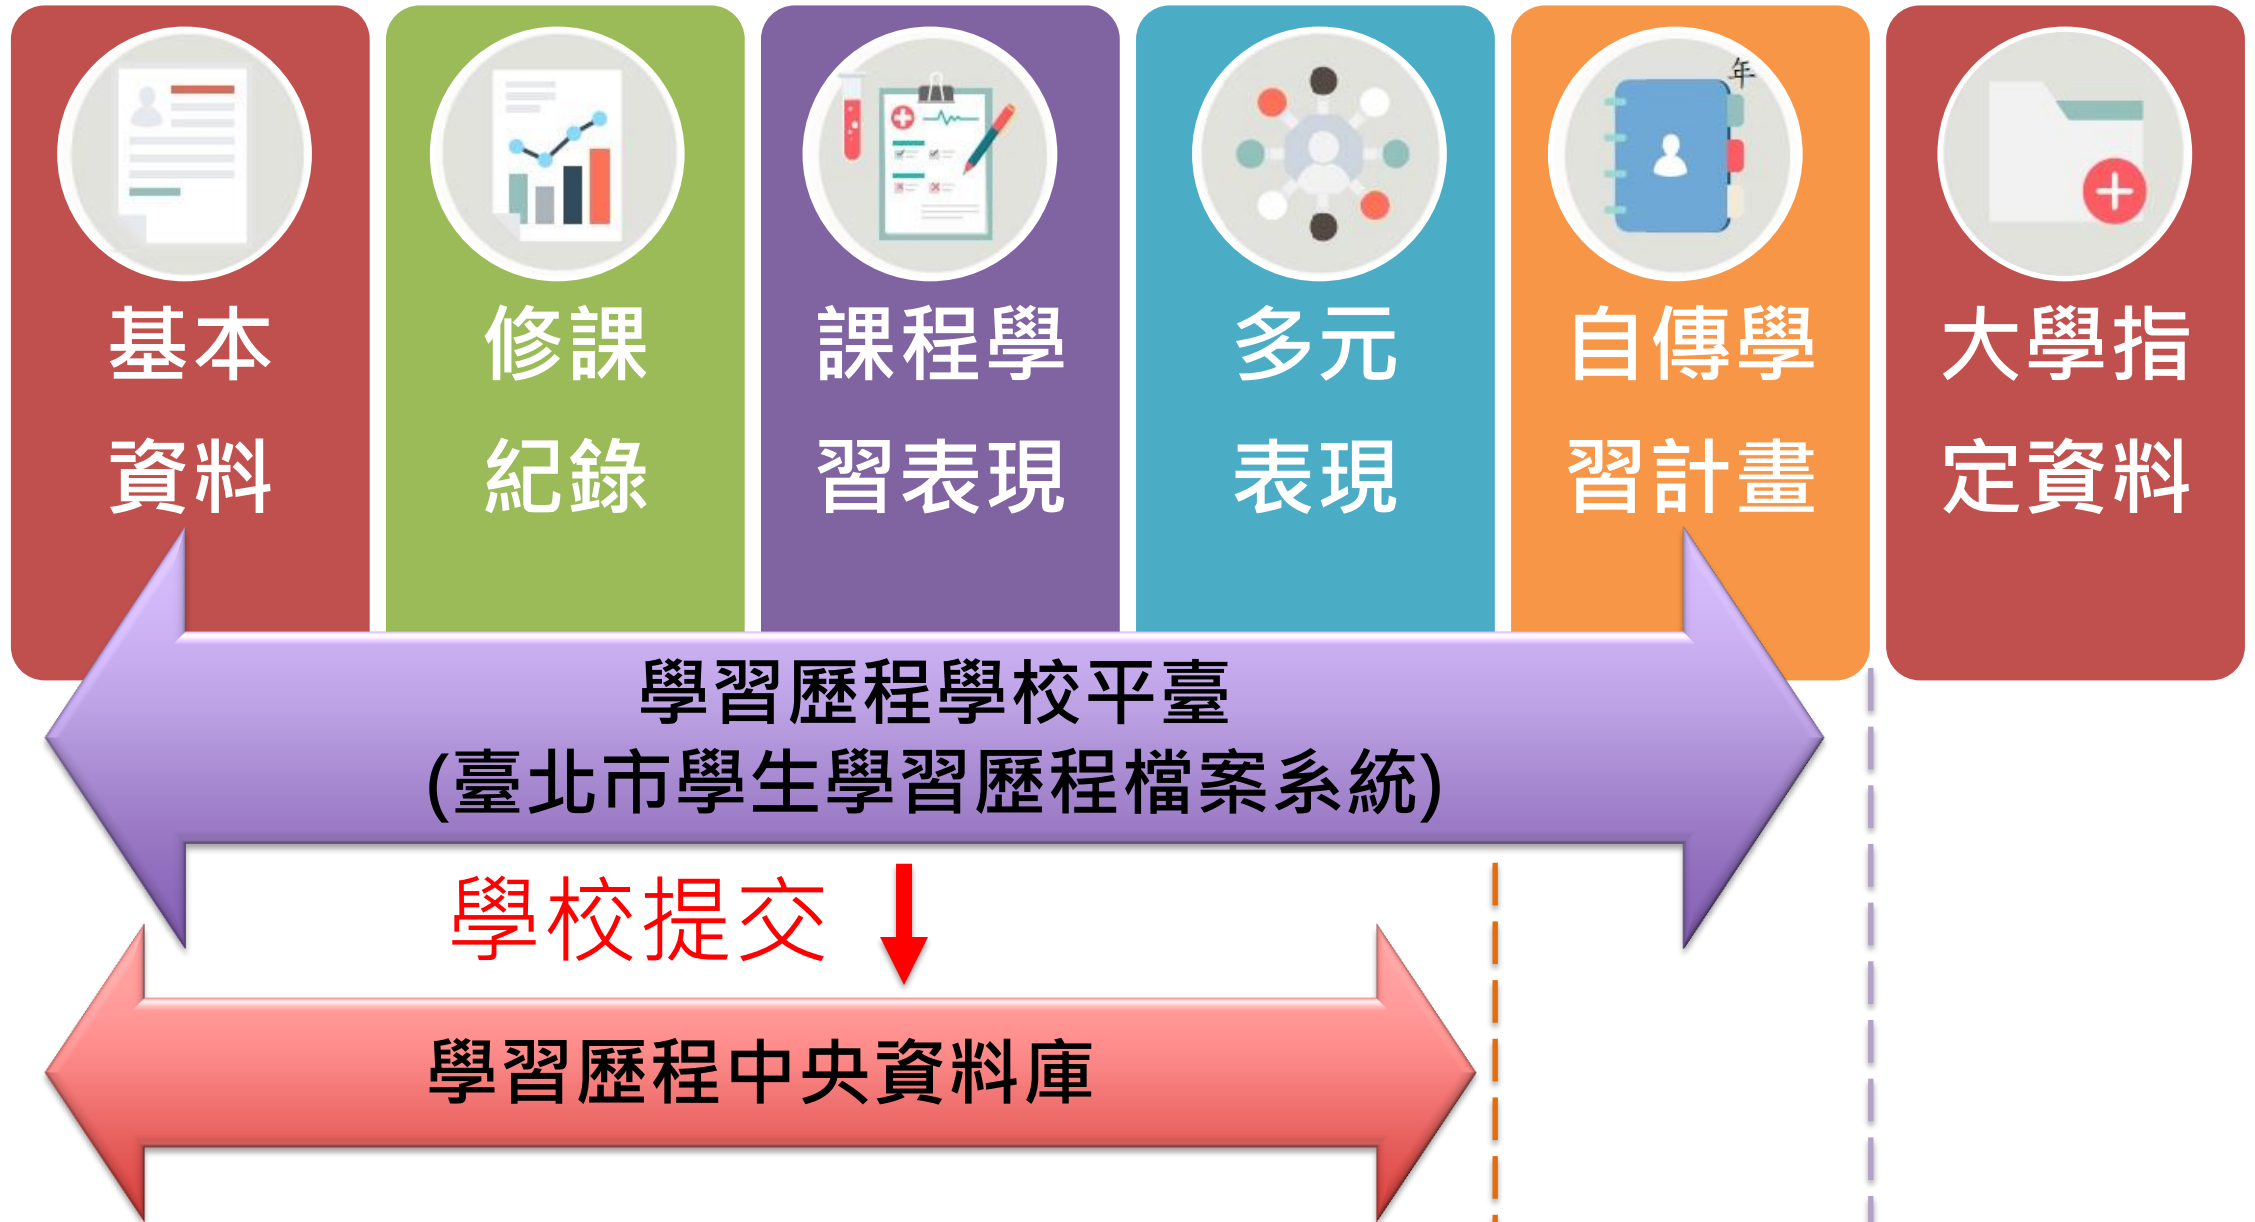 年
基本
資料
修課
紀錄
課程學
習表現
多元
表現
自傳學
習計畫
大學指
定資料
學習歷程學校平臺
(臺北市學生學習歷程檔案系統)
學校提交
學習歷程中央資料庫